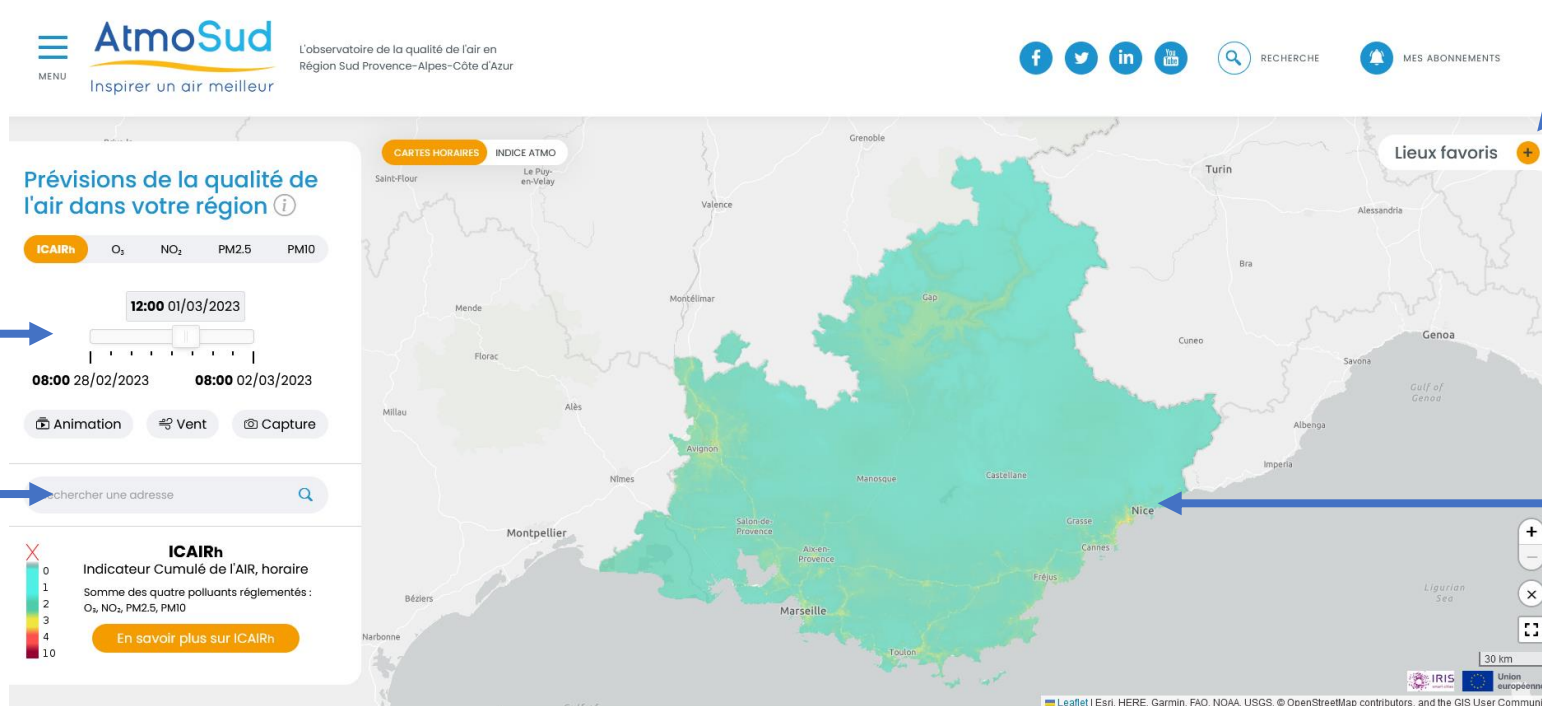 MENU
AtmoSud
Inspirer un air meilleur
L'observatoire de la qualité de l'air en
Région Sud Provence-Alpes-Côte d'Azur
You
Tube
RECHERCHE
MES ABONNEMENTS
Prévisions de la qualité de
l'air dans votre région
ICAIRh O₃ NO₂ PM2.5 PM10
12:00 01/03/2023
08:00 28/02/2023 08:00 02/03/2023
Animation Vent Capture
chercher une adresse
ICAIRh
Indicateur Cumulé de l'AIR, horaire
Somme des quatre polluants réglementés :
O₃, NO₂, PM2.5, PM10
En savoir plus sur ICAIRh
X
0
1
2
3
4
10
CARTES HORAIRES INDICE ATMO
Lieux favoris +
Grenoble
Saint-Flour
Le Puy-
en-Velay
Turin
Valence
Alessandria
Bra
Montélimar
Gap
Mende
Genoa
Cuneo
Florac
Savona
Gulf of
Genoa
Millau
Alès
Albenga
Avignon
Imperia
Nîmes
Manosque
Castellane
Nice
Salon-de-
Provence
Grasse
Montpellier
Aix-en-
Provence
Cannes
Fréjus
Béziers
Marseille
Ligurian
Sea
Narbonne
Toulon
+
−
×
30 km
IRIS
Union
européenne
Leaflet | Esri, HERE, Garmin, FAO, NOAA, USGS, © OpenStreetMap contributors, and the GIS User Communi